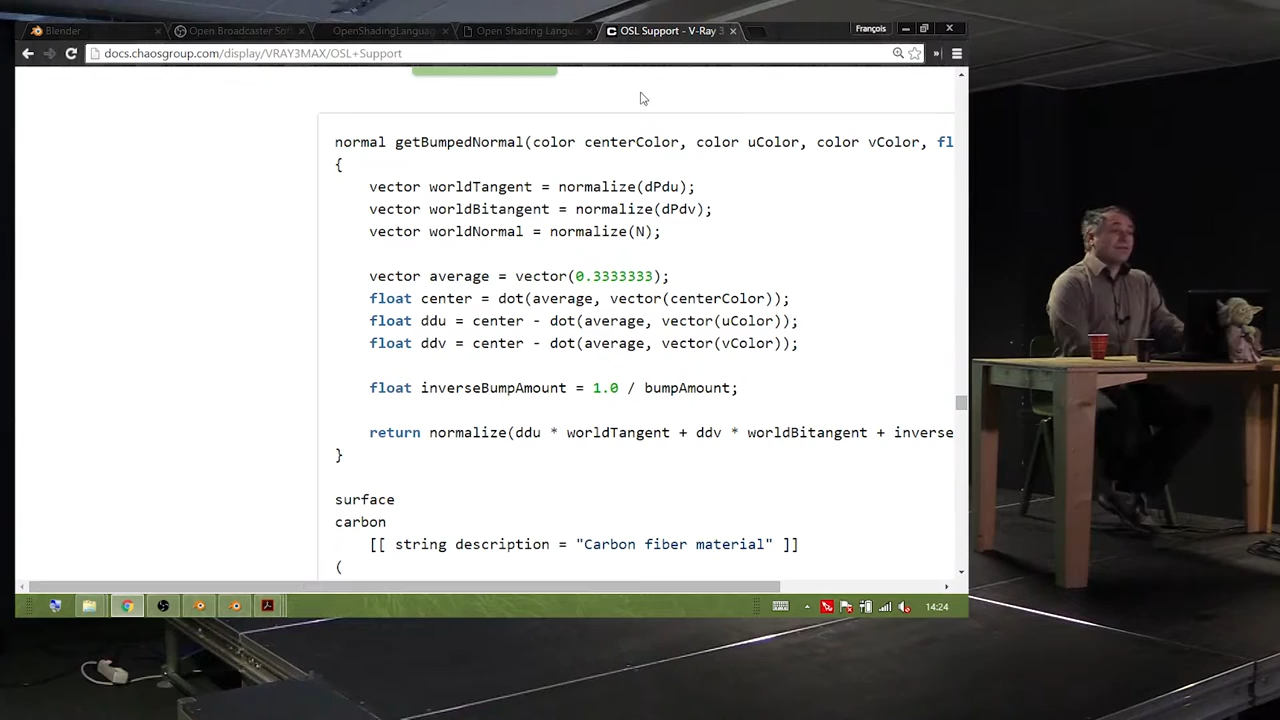 Blender
Open Broadcaster Soft
OpenShadingLanguag
Open Shading Langua
OSL Support - V-Ray 3
François
docs.chaosgroup.com/display/VRAY3MAX/OSL+Support
normal getBumpedNormal(color centerColor, color uColor, color vColor, fl
{
vector worldTangent = normalize(dPdu);
vector worldBitangent = normalize(dPdv);
vector worldNormal = normalize(N);
vector average = vector(0.3333333);
float center = dot(average, vector(centerColor));
float ddu = center - dot(average, vector(uColor));
float ddv = center - dot(average, vector(vColor));
float inverseBumpAmount = 1.0 / bumpAmount;
return normalize(ddu * worldTangent + ddv * worldBitangent + inverse
}
surface
carbon
[[ string description = "Carbon fiber material" ]]
(
14:24